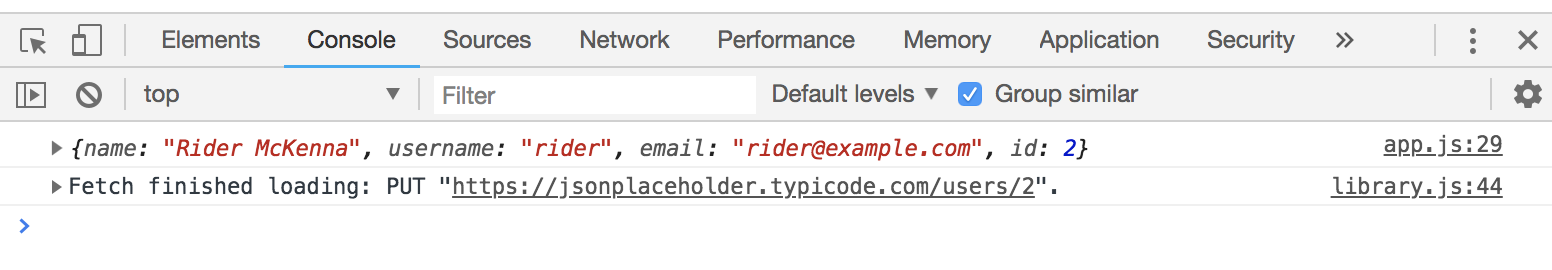 Elements Console Sources Network Performance Memory Application Security »
top ▼ Filter Default levels ▼ Group similar
▶ {name: "Rider McKenna", username: "rider", email: "rider@example.com", id: 2} app.js:29
▶ Fetch finished loading: PUT "https://jsonplaceholder.typicode.com/users/2". library.js:44
>